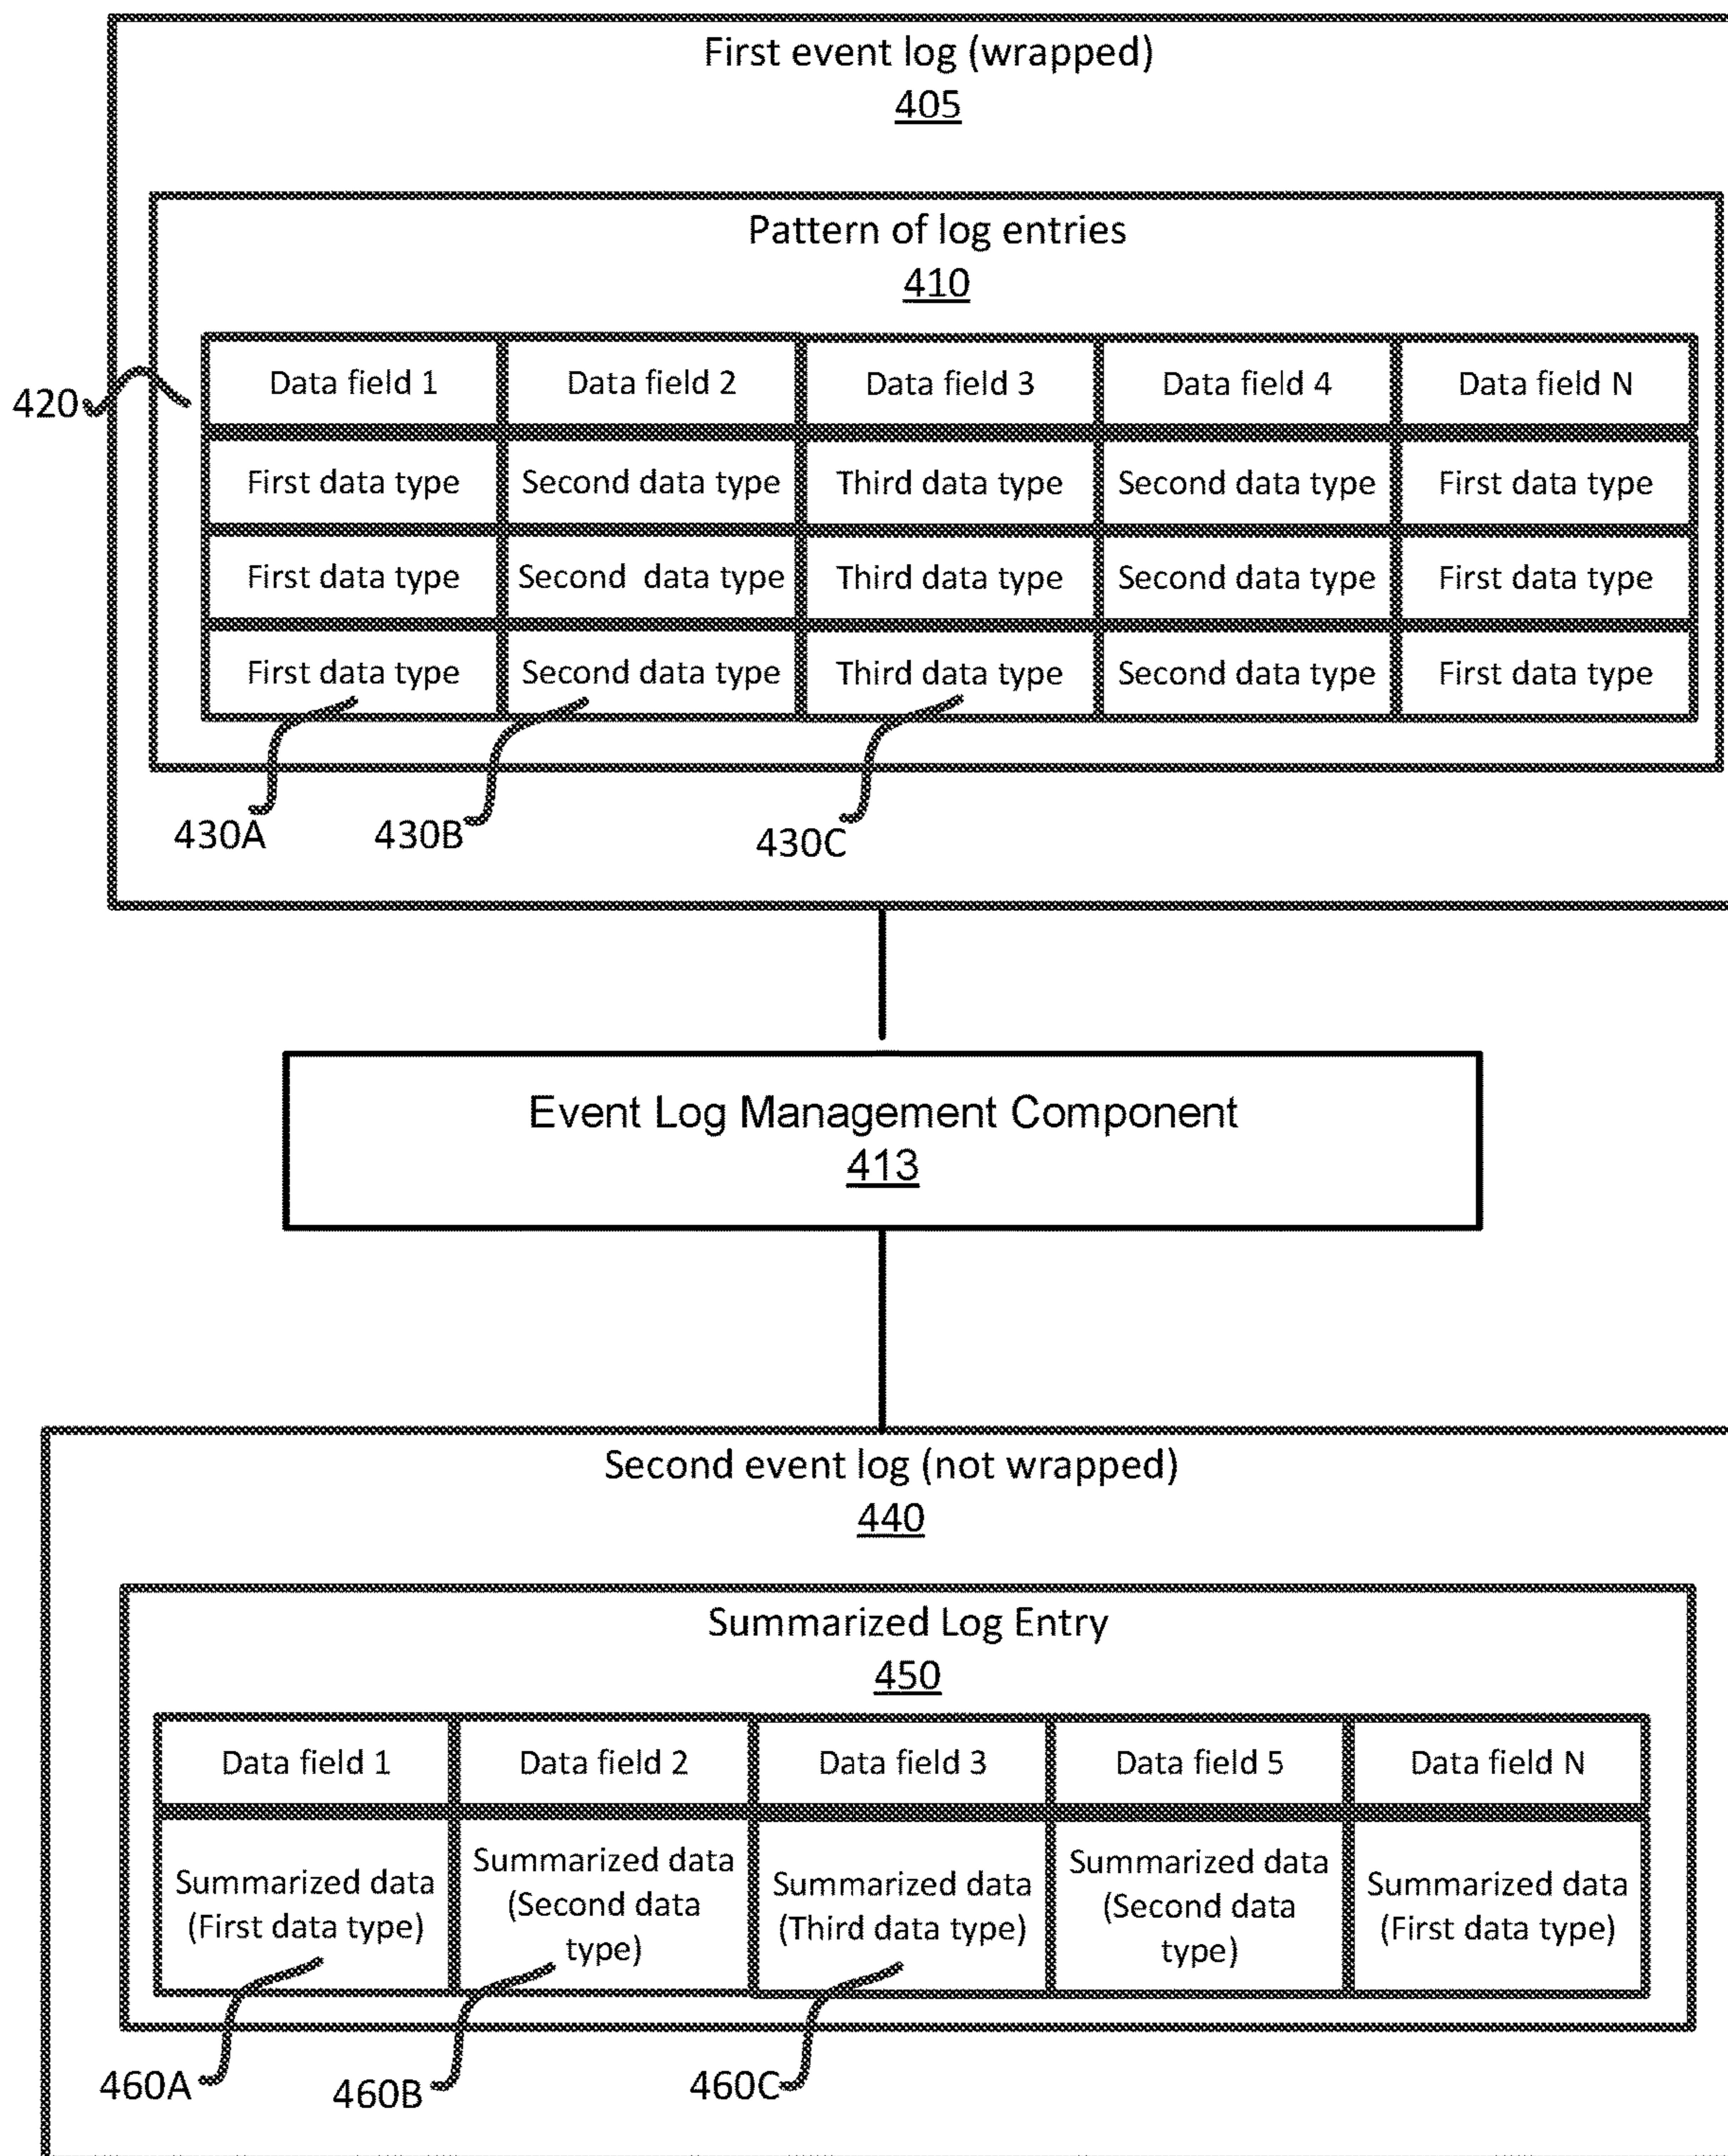 First event log (wrapped)
405
Pattern of log entries
410
420
Data field 1 Data field 2 Data field 3 Data field 4 Data field N
First data type Second data type Third data type Second data type First data type
First data type Second data type Third data type Second data type First data type
First data type Second data type Third data type Second data type First data type
430A 430B 430C
Event Log Management Component
413
Second event log (not wrapped)
440
Summarized Log Entry
450
Data field 1 Data field 2 Data field 3 Data field 5 Data field N
Summarized data
(First data type)
Summarized data
(Second data
type)
Summarized data
(Third data type)
Summarized data
(Second data
type)
Summarized data
(First data type)
460A 460B 460C